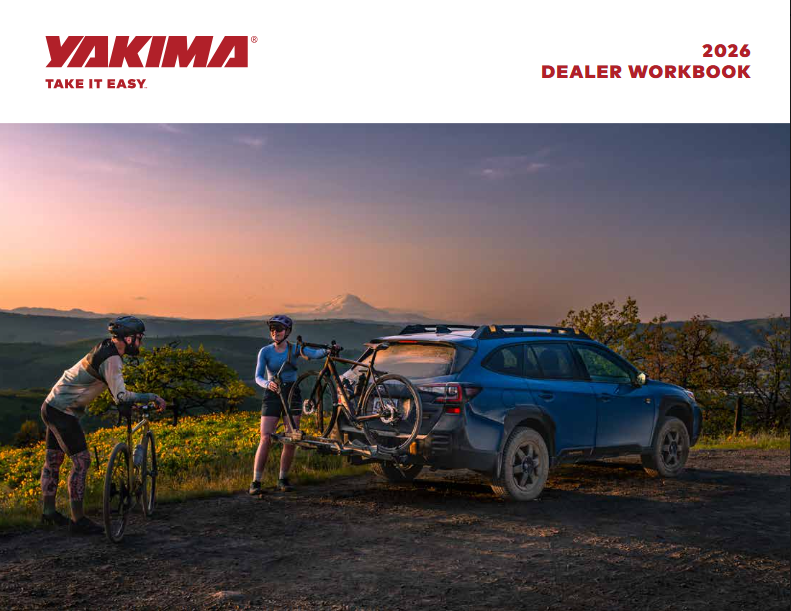 YAKIMA®
TAKE IT EASY.
2026
DEALER WORKBOOK